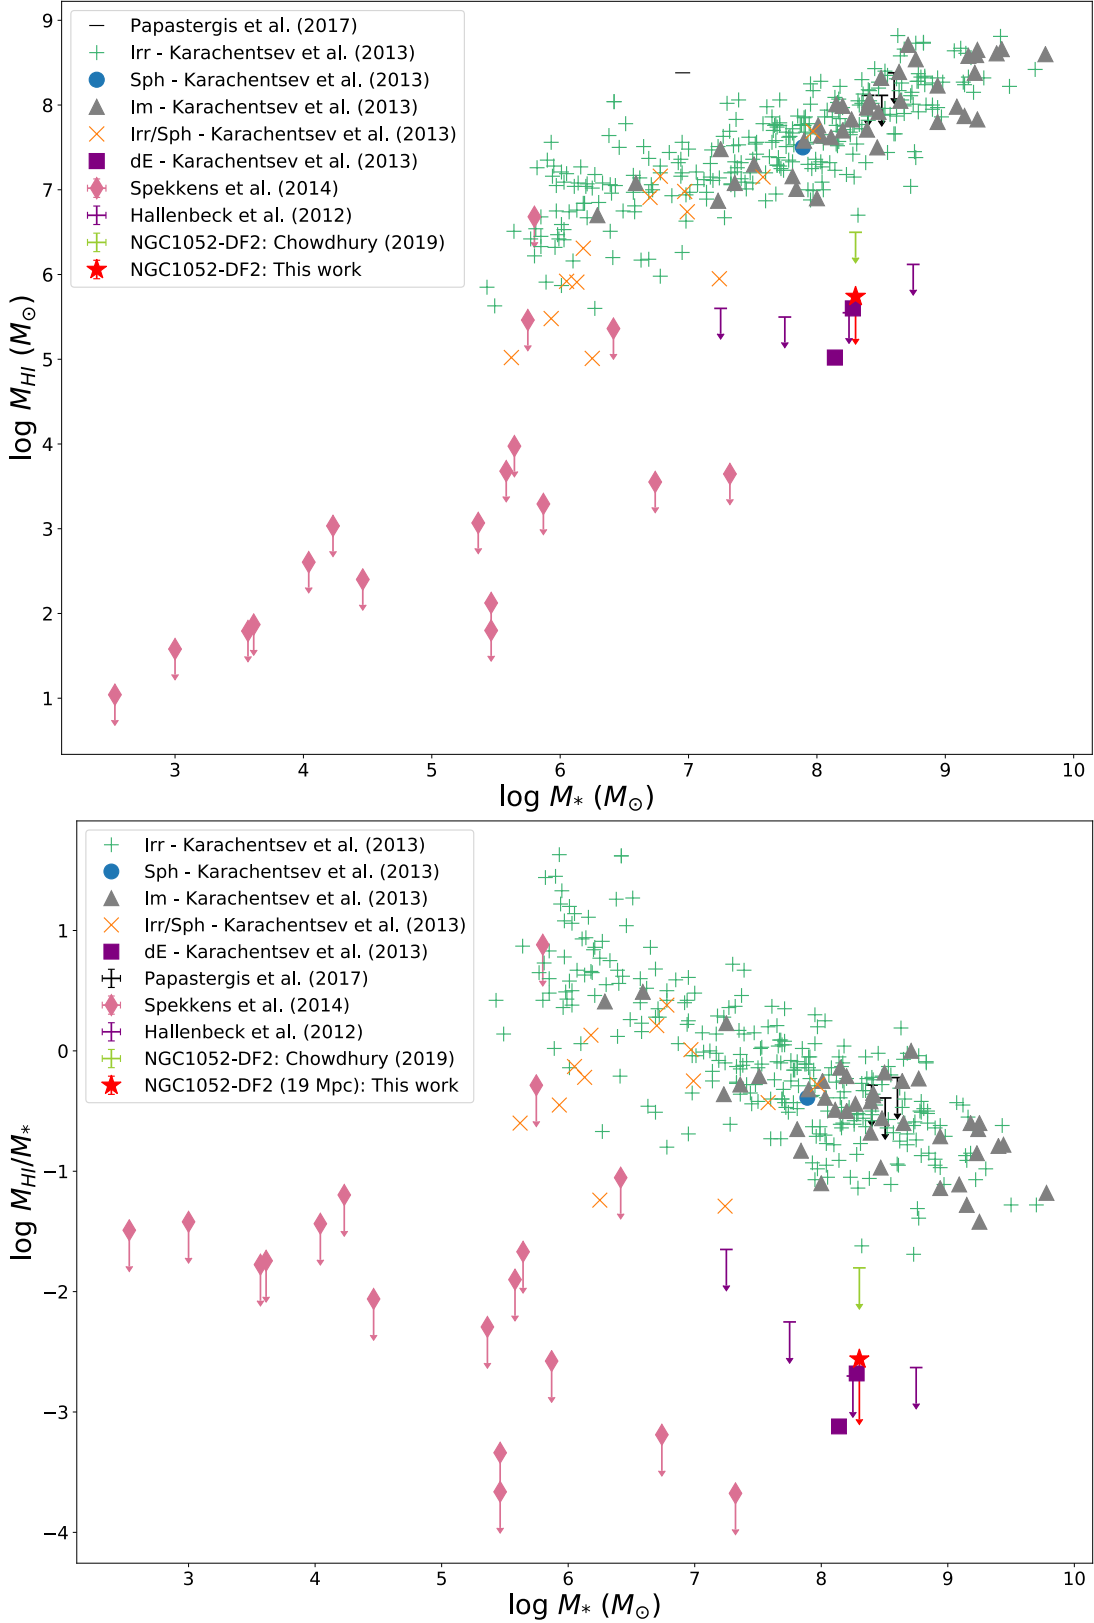 9
8
7
6
5
4
3
2
1
log M_HI (M_⊙)
Papastergis et al. (2017)
Irr - Karachentsev et al. (2013)
Sph - Karachentsev et al. (2013)
Im - Karachentsev et al. (2013)
Irr/Sph - Karachentsev et al. (2013)
dE - Karachentsev et al. (2013)
Spekkens et al. (2014)
Hallenbeck et al. (2012)
NGC1052-DF2: Chowdhury (2019)
NGC1052-DF2: This work
3 4 5 6 7 8 9 10
log M_* (M_⊙)
1
0
−1
−2
−3
−4
log M_HI/M_*
Irr - Karachentsev et al. (2013)
Sph - Karachentsev et al. (2013)
Im - Karachentsev et al. (2013)
Irr/Sph - Karachentsev et al. (2013)
dE - Karachentsev et al. (2013)
Papastergis et al. (2017)
Spekkens et al. (2014)
Hallenbeck et al. (2012)
NGC1052-DF2: Chowdhury (2019)
NGC1052-DF2 (19 Mpc): This work
3 4 5 6 7 8 9 10
log M_* (M_⊙)